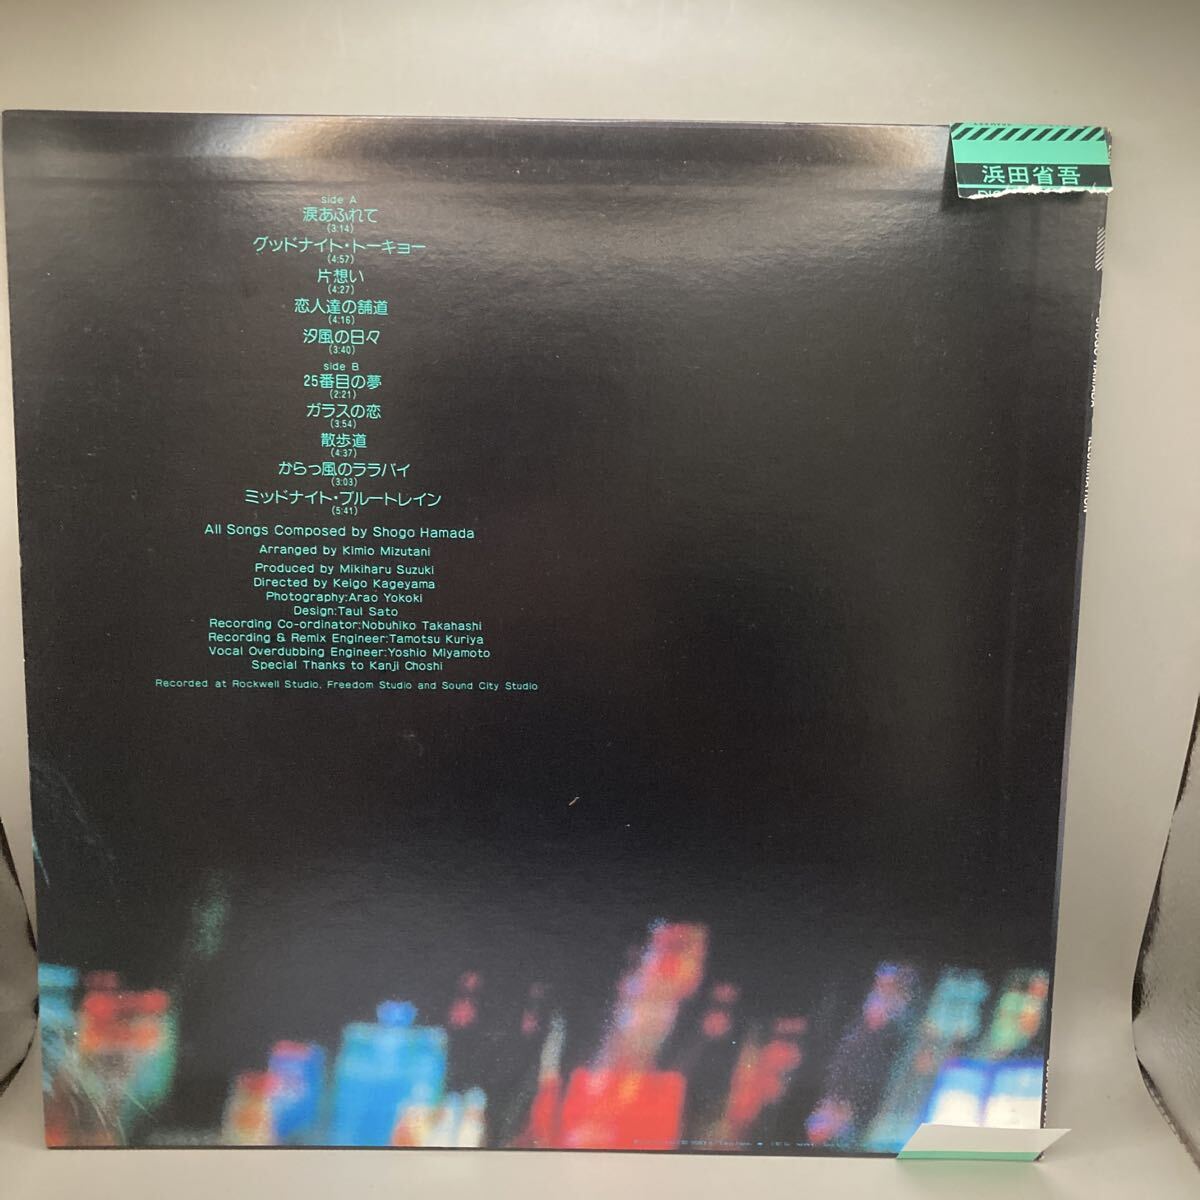 浜田省吾
side A
涙あふれて
(3:14)
グッドナイト・トーキョー
(4:57)
片想い
(4:27)
恋人達の舗道
(4:16)
汐風の日々
(3:40)
side B
25番目の夢
(2:21)
ガラスの恋
(3:54)
散歩道
(4:37)
からっ風のララバイ
(3:03)
ミッドナイト・ブルートレイン
(5:41)
All Songs Composed by Shogo Hamada
Arranged by Kimio Mizutani
Produced by Mikiharu Suzuki
Directed by Keigo Kageyama
Photography:Arao Yokoki
Design:Taul Sato
Recording Co-ordinator:Nobuhiko Takahashi
Recording & Remix Engineer:Tamotsu Kuriya
Vocal Overdubbing Engineer:Yoshio Miyamoto
Special Thanks to Kanji Choshi
Recorded at Rockwell Studio, Freedom Studio and Sound City Studio
SHOGO HAMADA ILLUMINATION